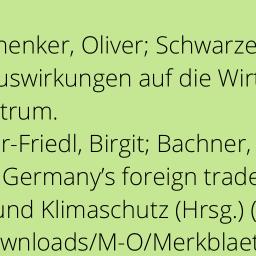 henker, Oliver; Schwarze
uswirkungen auf die Wirt
trum.
r-Friedl, Birgit; Bachner,
Germany’s foreign trade
und Klimaschutz (Hrsg.) (
wnloads/M-O/Merkblaet